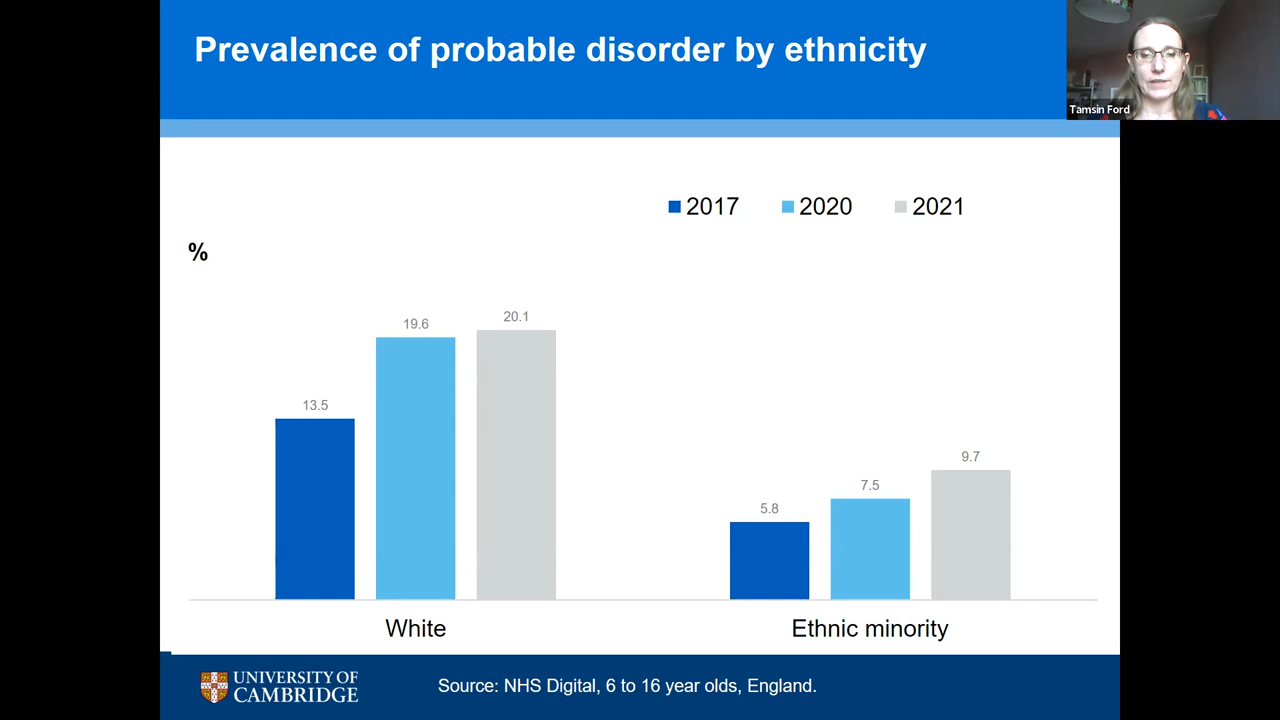 Prevalence of probable disorder by ethnicity
Tamsin Ford
2017 2020 2021
%
20.1
19.6
13.5
9.7
7.5
5.8
White Ethnic minority
UNIVERSITY OF
CAMBRIDGE
Source: NHS Digital, 6 to 16 year olds, England.